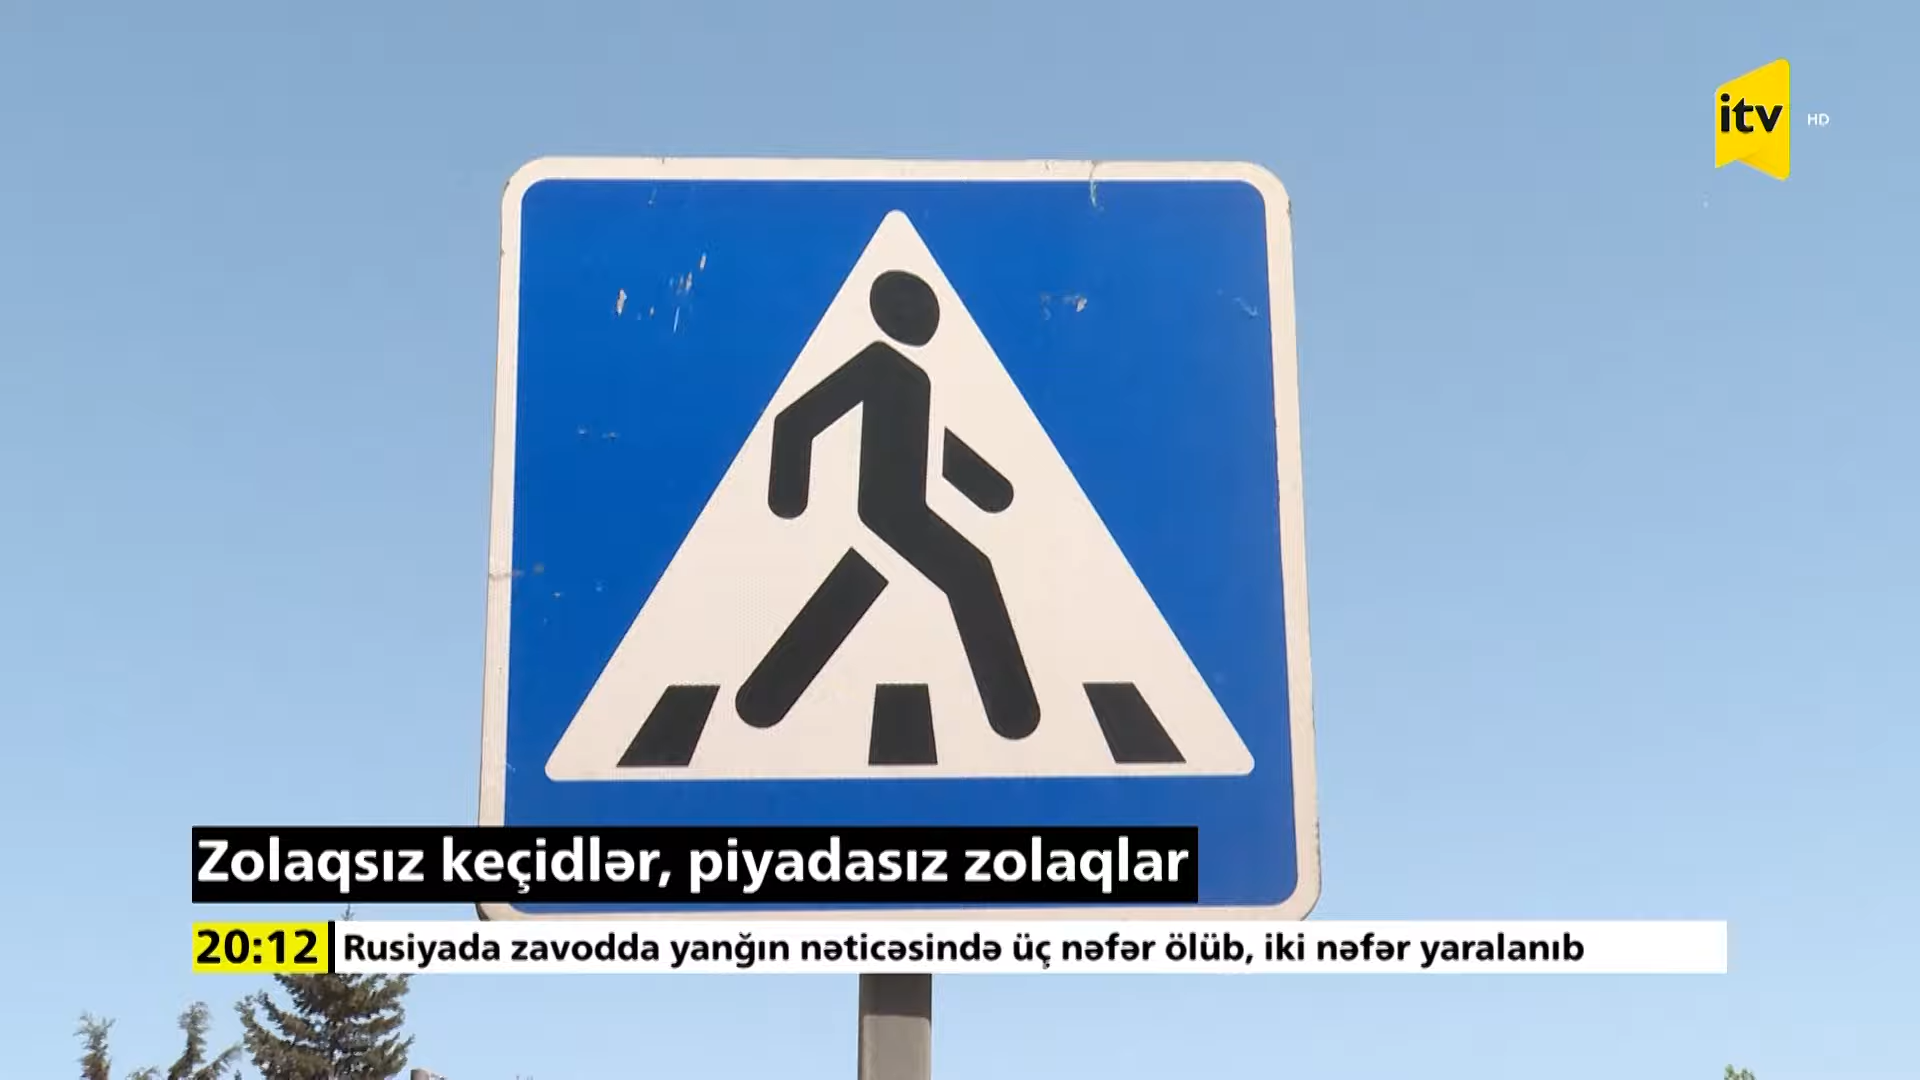 itv HD
Zolaqsız keçidlər, piyadasız zolaqlar
20:12 Rusiyada zavodda yanğın nəticəsində üç nəfər ölüb, iki nəfər yaralanıb